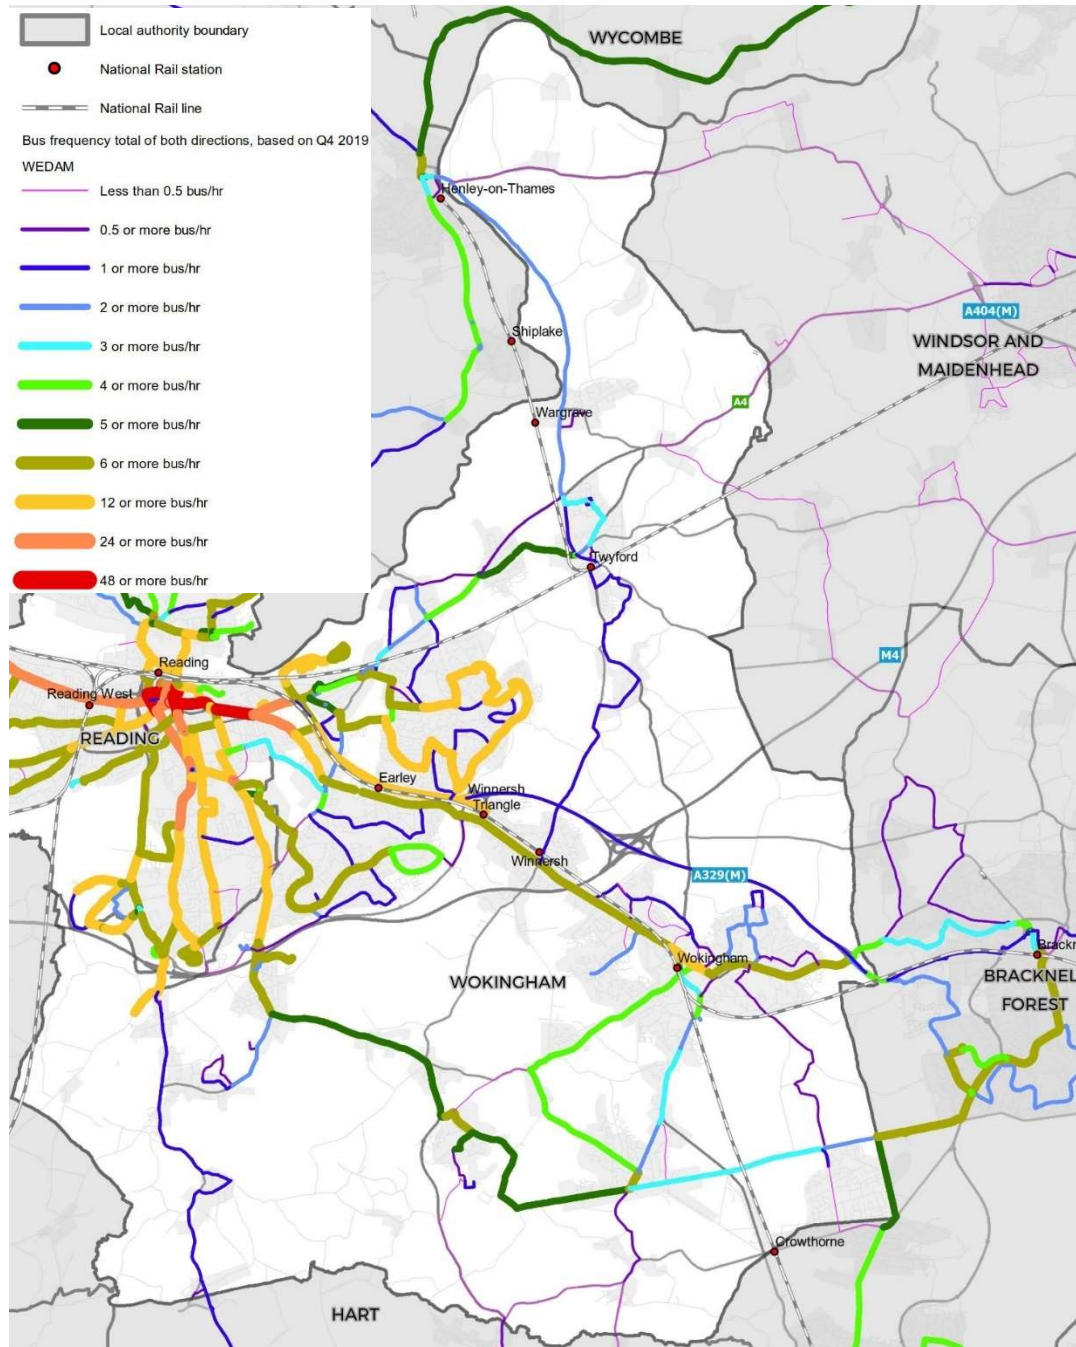 Local authority boundary
National Rail station
National Rail line
Bus frequency total of both directions, based on Q4 2019
WEDAM
Less than 0.5 bus/hr
0.5 or more bus/hr
1 or more bus/hr
2 or more bus/hr
3 or more bus/hr
4 or more bus/hr
5 or more bus/hr
6 or more bus/hr
12 or more bus/hr
24 or more bus/hr
48 or more bus/hr
WYCOMBE
Henley-on-Thames
A404(M)
Shiplake
WINDSOR AND
MAIDENHEAD
A4
Wargrave
Twyford
M4
Reading
Reading West
READING
Earley
Winnersh
Triangle
Winnersh
A329(M)
Wokingham
Brackn
WOKINGHAM
BRACKNEL
FOREST
Crowthorne
HART